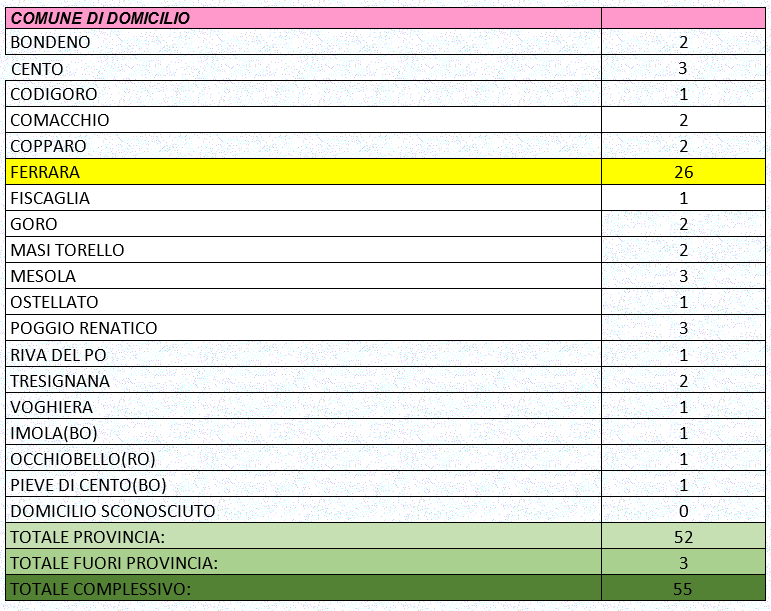 COMUNE DI DOMICILIO
BONDENO 2
CENTO 3
CODIGORO 1
COMACCHIO 2
COPPARO 2
FERRARA 26
FISCAGLIA 1
GORO 2
MASI TORELLO 2
MESOLA 3
OSTELLATO 1
POGGIO RENATICO 3
RIVA DEL PO 1
TRESIGNANA 2
VOGHIERA 1
IMOLA(BO) 1
OCCHIOBELLO(RO) 1
PIEVE DI CENTO(BO) 1
DOMICILIO SCONOSCIUTO 0
TOTALE PROVINCIA: 52
TOTALE FUORI PROVINCIA: 3
TOTALE COMPLESSIVO: 55